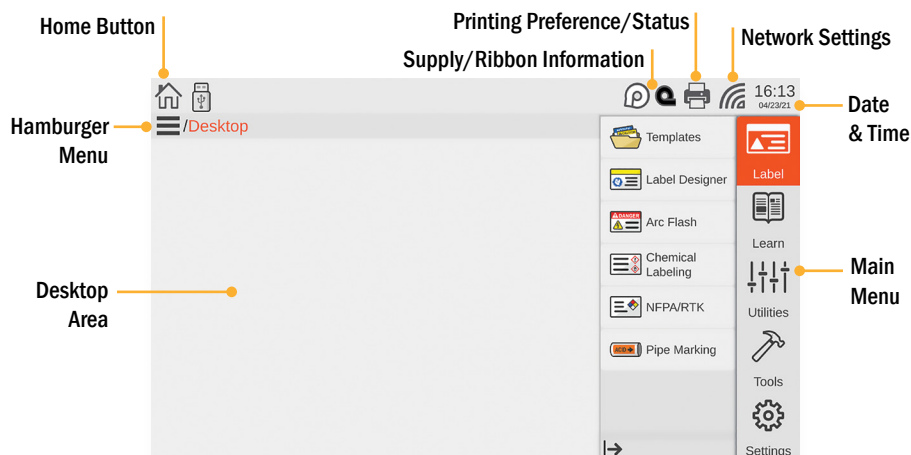 Home Button
Printing Preference/Status
Supply/Ribbon Information
Network Settings
16:13
04/23/21
Date
& Time
Hamburger
Menu
/Desktop
Templates
Label Designer
Arc Flash
Chemical
Labeling
NFPA/RTK
Pipe Marking
Label
Learn
Utilities
Tools
Settings
Main
Menu
Desktop
Area
DANGER
ACID